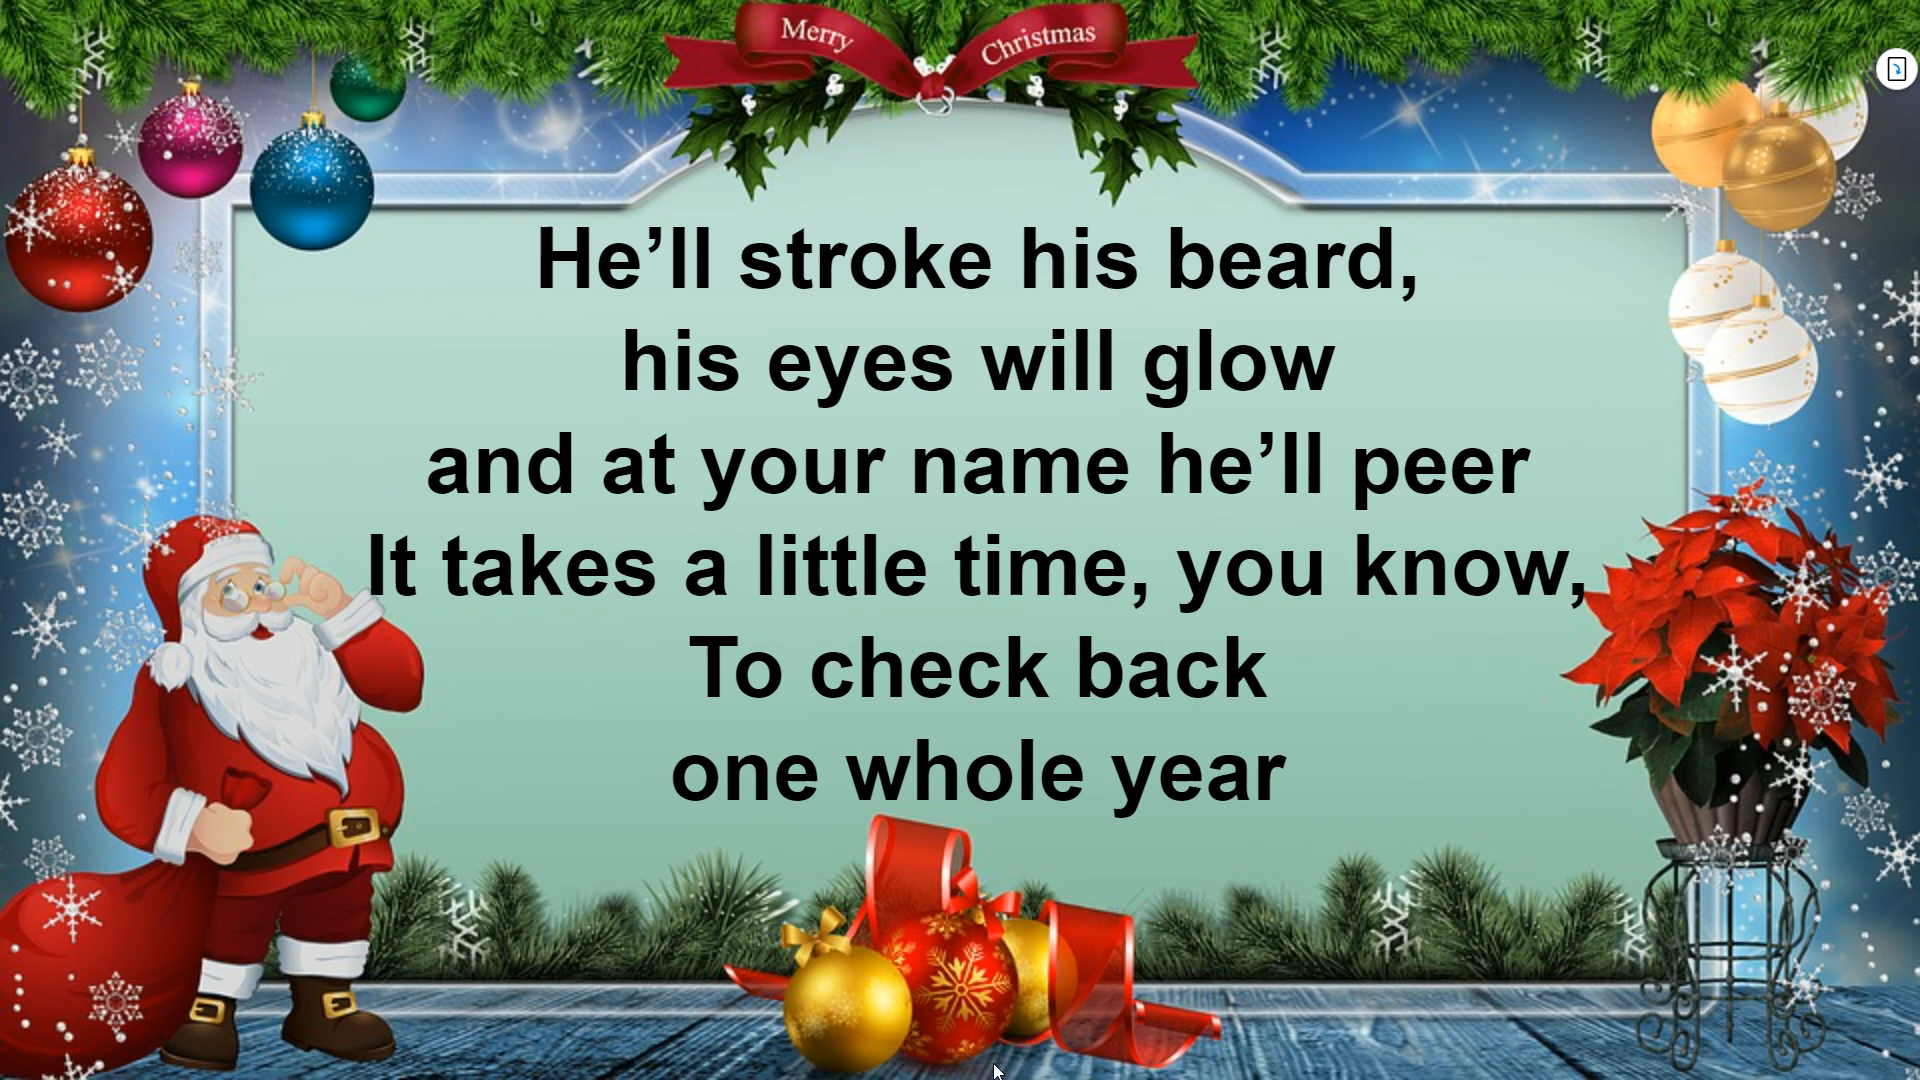 Merry Christmas
He’ll stroke his beard,
his eyes will glow
and at your name he’ll peer
It takes a little time, you know,
To check back
one whole year